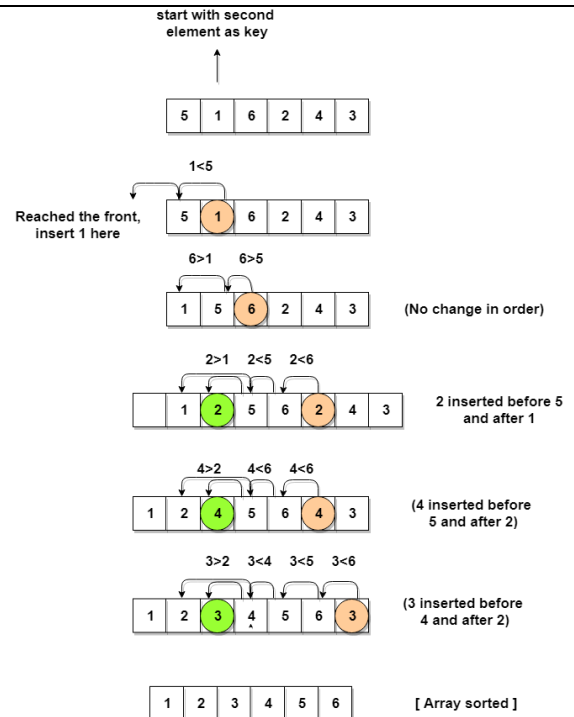 start with second
element as key
5 1 6 2 4 3
1<5
Reached the front,
insert 1 here
5 1 6 2 4 3
6>1 6>5
1 5 6 2 4 3
(No change in order)
2>1 2<5 2<6
1 2 5 6 2 4 3
2 inserted before 5
and after 1
4>2 4<6 4<6
1 2 4 5 6 4 3
(4 inserted before
5 and after 2)
3>2 3<4 3<5 3<6
1 2 3 4 5 6 3
(3 inserted before
4 and after 2)
1 2 3 4 5 6
[ Array sorted ]